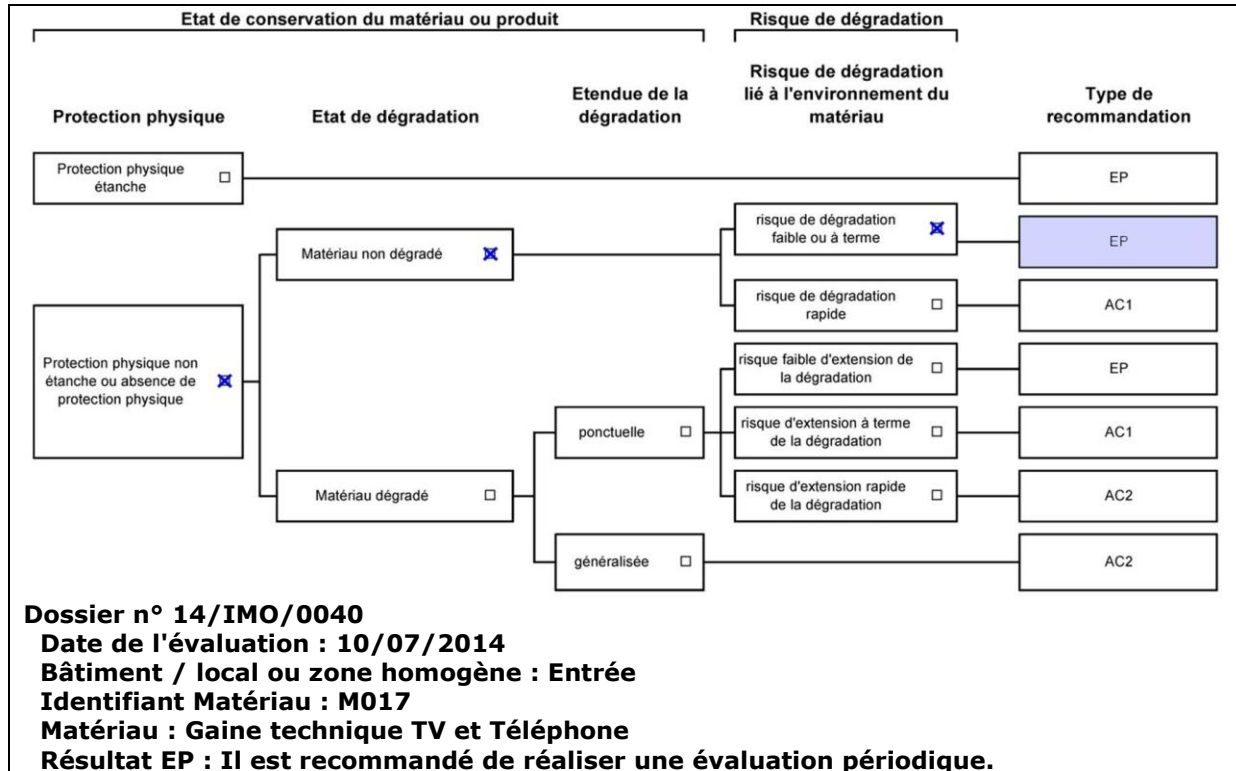 Etat de conservation du matériau ou produit
Risque de dégradation
Protection physique
Etat de dégradation
Etendue de la
dégradation
Risque de dégradation
lié à l'environnement du
matériau
Type de
recommandation
Protection physique
étanche
EP
risque de dégradation
faible ou à terme
EP
Matériau non dégradé
risque de dégradation
rapide
AC1
Protection physique non
étanche ou absence de
protection physique
risque faible d'extension de
la dégradation
EP
ponctuelle
risque d'extension à terme
de la dégradation
AC1
Matériau dégradé
risque d'extension rapide
de la dégradation
AC2
généralisée
AC2
Dossier n° 14/IMO/0040
Date de l'évaluation : 10/07/2014
Bâtiment / local ou zone homogène : Entrée
Identifiant Matériau : M017
Matériau : Gaine technique TV et Téléphone
Résultat EP : Il est recommandé de réaliser une évaluation périodique.